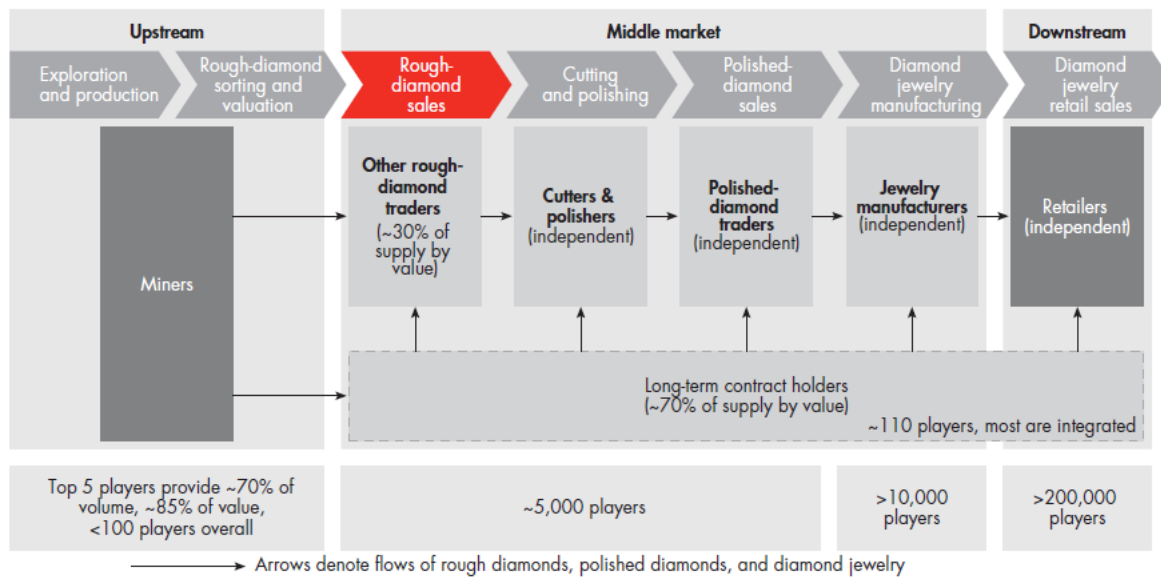 Upstream
Middle market
Downstream
Exploration
and production
Rough-diamond
sorting and
valuation
Rough-
diamond
sales
Cutting
and polishing
Polished-
diamond
sales
Diamond
jewelry
manufacturing
Diamond
jewelry
retail sales
Miners
Other rough-
diamond
traders
(~30% of
supply by
value)
Cutters &
polishers
(independent)
Polished-
diamond
traders
(independent)
Jewelry
manufacturers
(independent)
Retailers
(independent)
Long-term contract holders
(~70% of supply by value)
~110 players, most are integrated
Top 5 players provide ~70% of
volume, ~85% of value,
<100 players overall
~5,000 players
>10,000
players
>200,000
players
Arrows denote flows of rough diamonds, polished diamonds, and diamond jewelry